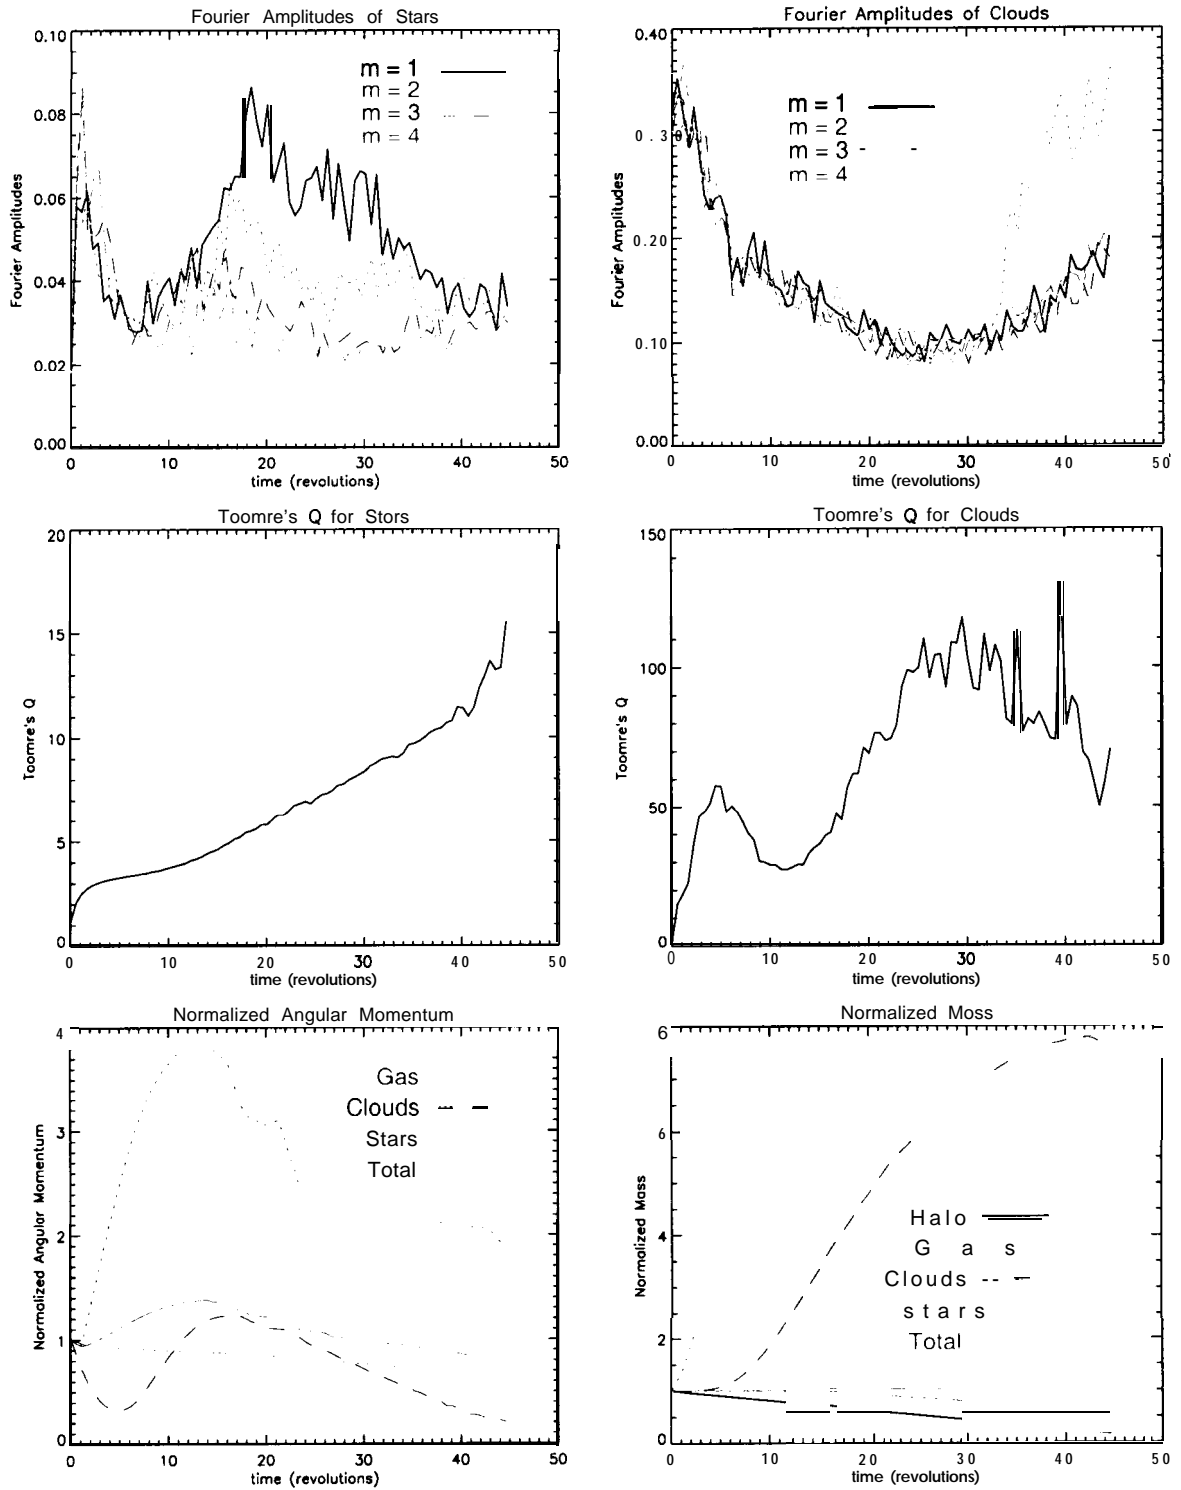 Fourier Amplitudes of Stars
Fourier Amplitudes
0.10
0.08
0.06
0.04
0.02
0.00
m = 1
m = 2
m = 3
m = 4
0 10 20 30 40 50
time (revolutions)
Fourier Amplitudes of Clouds
Fourier Amplitudes
0.40
0.30
0.20
0.10
0.00
m = 1
m = 2
m = 3
m = 4
0 10 20 30 40 50
time (revolutions)
Toomre's Q for Stors
Toomre's Q
20
15
10
5
0
0 10 20 30 40 50
time (revolutions)
Toomre's Q for Clouds
Toomre's Q
150
100
50
0
0 10 20 30 40 50
time (revolutions)
Normalized Angular Momentum
Normalized Angular Momentum
4
3
2
1
0
Gas
Clouds
Stars
Total
0 10 20 30 40 50
time (revolutions)
Normalized Moss
Normalized Mass
6
6
4
2
0
Halo
G a s
Clouds
stars
Total
0 10 20 30 40 50
time (revolutions)